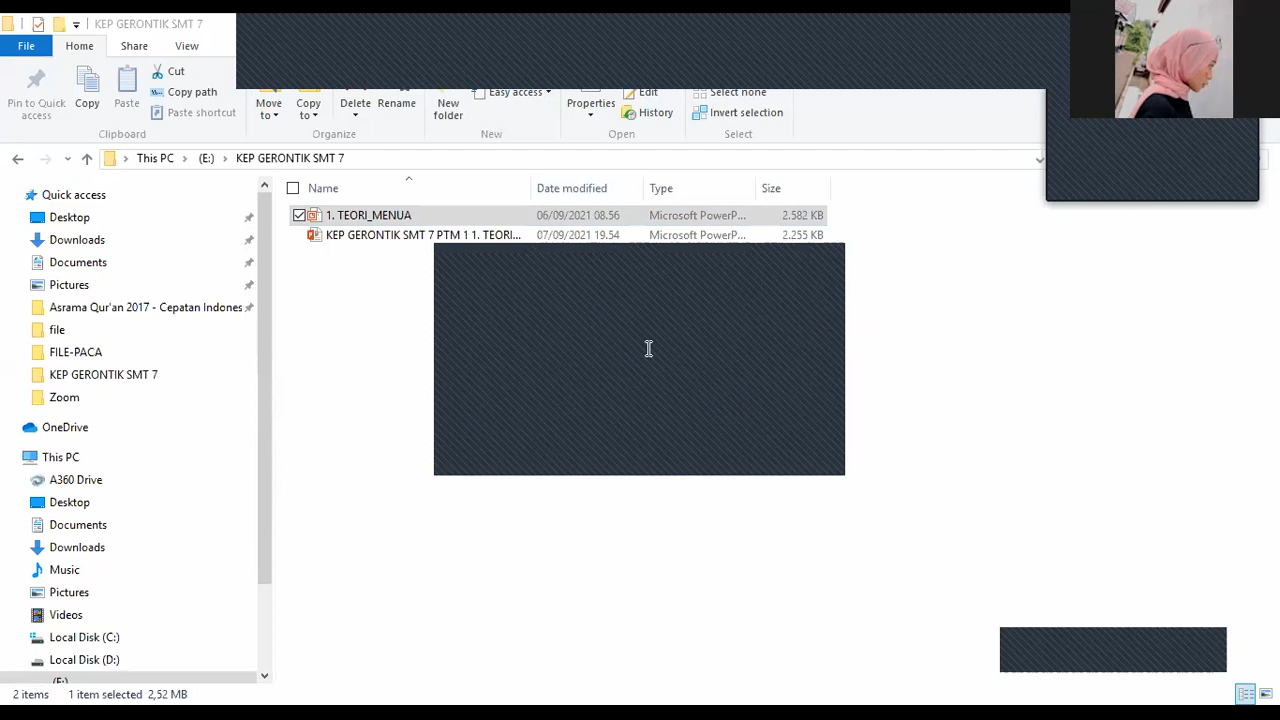 KEP GERONTIK SMT 7
File Home Share View
Pin to Quick access
Copy
Paste
Cut
Copy path
Paste shortcut
Clipboard
Move to
Copy to
Delete
Rename
Organize
New folder
Easy access
New
Properties
Edit
History
Open
Select none
Invert selection
Select
This PC (E:) KEP GERONTIK SMT 7
Quick access
Desktop
Downloads
Documents
Pictures
Asrama Qur'an 2017 - Cepatan Indones
file
FILE-PACA
KEP GERONTIK SMT 7
Zoom
OneDrive
This PC
A360 Drive
Desktop
Documents
Downloads
Music
Pictures
Videos
Local Disk (C:)
Local Disk (D:)
(E:)
Name Date modified Type Size
1. TEORI_MENUA 06/09/2021 08.56 Microsoft PowerP... 2.582 KB
KEP GERONTIK SMT 7 PTM 1 1. TEORI... 07/09/2021 19.54 Microsoft PowerP... 2.255 KB
2 items 1 item selected 2,52 MB